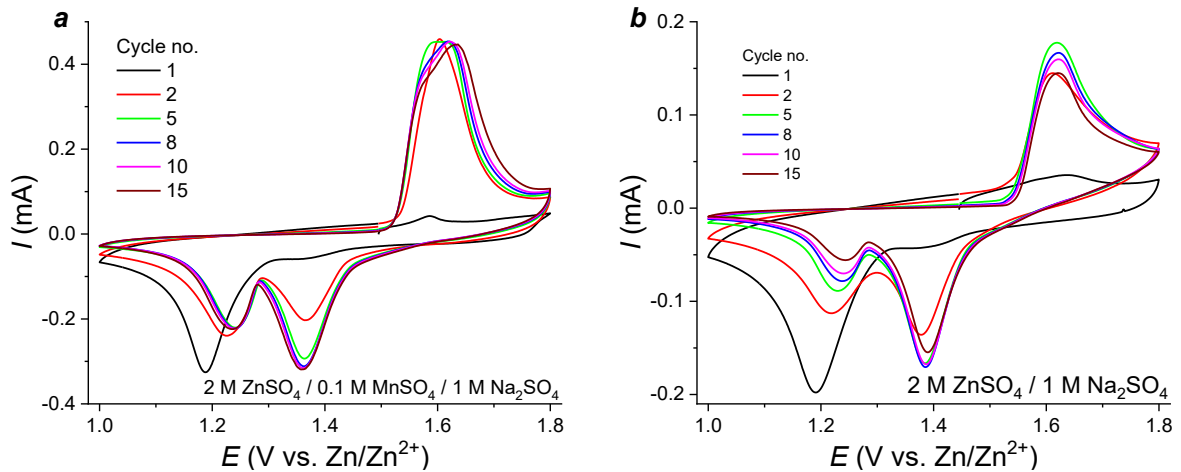 a
Cycle no.
1
2
5
8
10
15
I (mA)
0.4
0.2
0.0
-0.2
-0.4
1.0 1.2 1.4 1.6 1.8
2 M ZnSO₄ / 0.1 M MnSO₄ / 1 M Na₂SO₄
E (V vs. Zn/Zn²⁺)
b
Cycle no.
1
2
5
8
10
15
I (mA)
0.2
0.1
0.0
-0.1
-0.2
1.0 1.2 1.4 1.6 1.8
2 M ZnSO₄ / 1 M Na₂SO₄
E (V vs. Zn/Zn²⁺)